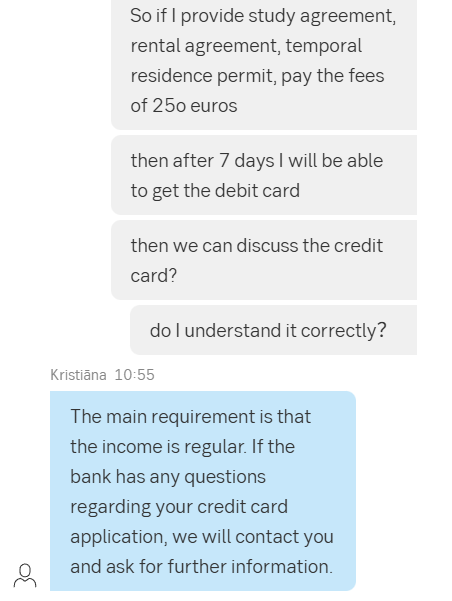 So if I provide study agreement,
rental agreement, temporal
residence permit, pay the fees
of 25o euros
then after 7 days I will be able
to get the debit card
then we can discuss the credit
card?
do I understand it correctly?
Kristiāna 10:55
The main requirement is that
the income is regular. If the
bank has any questions
regarding your credit card
application, we will contact you
and ask for further information.